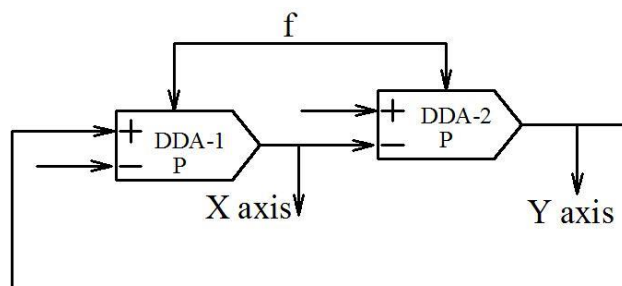 f
+ DDA-1
- P
+ DDA-2
- P
X axis
Y axis